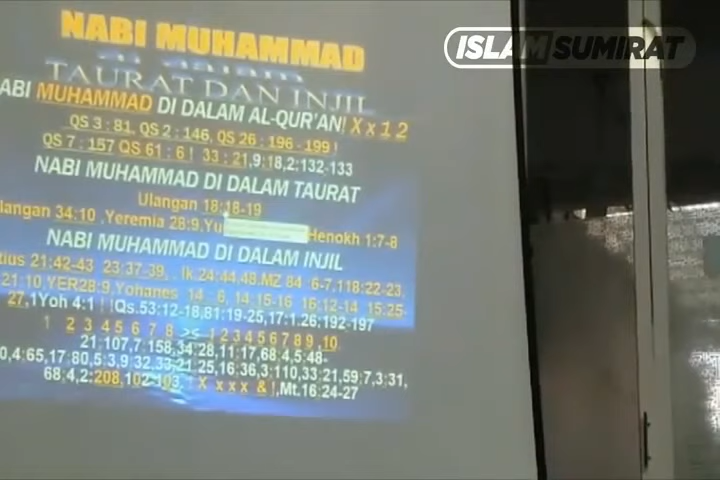 ISLAM SUMIRAT
NABI MUHAMMAD
di dalam
TAURAT DAN INJIL
ABI MUHAMMAD DI DALAM AL-QUR'AN! X x 1 2
QS 3 : 81. QS 2 : 146, QS 26 : 196 - 199 !
QS 7 : 157 QS 61 : 6 ! 33 : 21,9:18,2:132-133
NABI MUHAMMAD DI DALAM TAURAT
Ulangan 18:18-19
langan 34:10 .Yeremia 28:9.Yu Henokh 1:7-8
NABI MUHAMMAD DI DALAM INJIL
tius 21:42-43 23:37-39, . lk.24:44,48.MZ 84 :6-7,118:22-23,
21:10,YER28:9.Yohanes 14 6, 14:15-16 16:12-14 15:25-
27,1Yoh 4:1 ! !Qs.53:12-18,81:19-25,17:1.26:192-197
1 2 3 4 5 6 7 8 >< 1 2 3 4 5 6 7 8 9 ,10.
21:107,7:158,34:28,11:17,68:4,5:48-
0,4:65,17:80,5:3,9:32,33,21:25,16:36,3:110,33:21,59:7,3:31,
68:4,2:208,102:103, ! X x x x & !,Mt.16:24-27